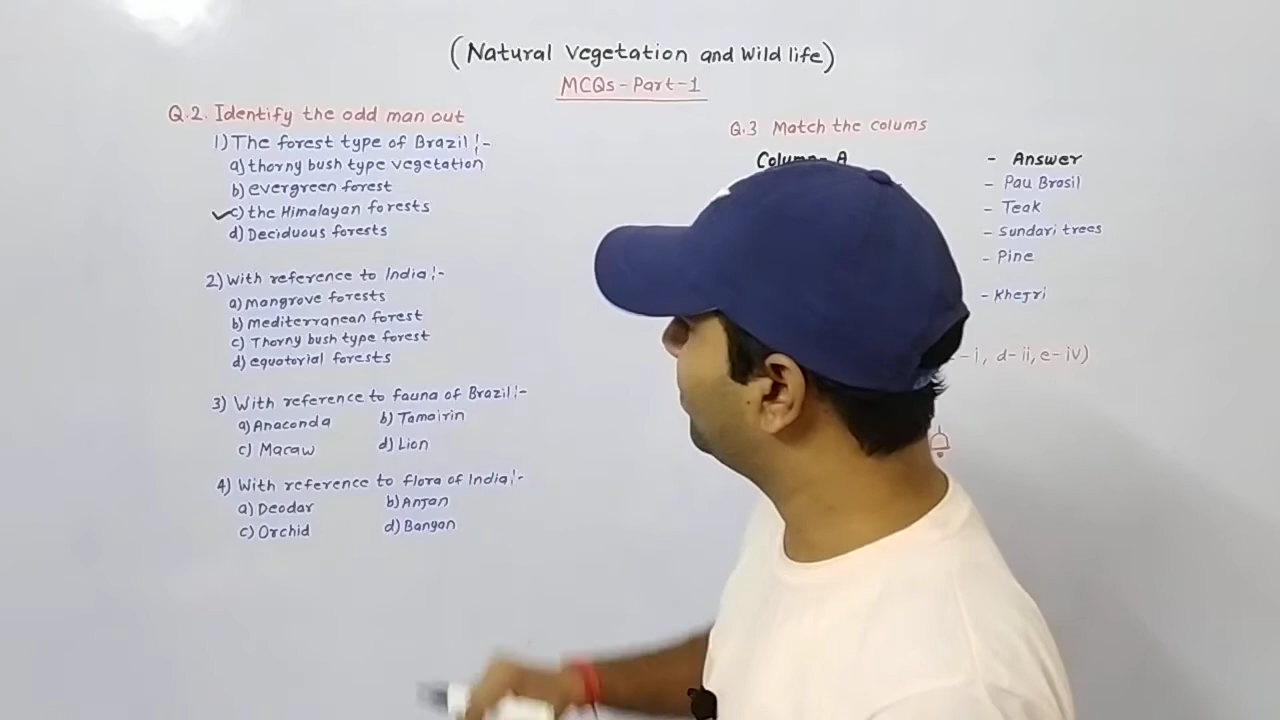 (Natural Vegetation and Wild life)
MCQs-Part-1
Q.2. Identify the odd man out
1) The forest type of Brazil :-
a) thorny bush type vegetation
b) evergreen forest
✓c) the Himalayan forests
d) Deciduous forests
2) With reference to India :-
a) mangrove forests
b) mediterranean forest
c) Thorny bush type forest
d) equatorial forests
3) With reference to fauna of Brazil :-
a) Anaconda b) Tamairin
c) Macaw d) Lion
4) With reference to flora of India :-
a) Deodar b) Anjan
c) Orchid d) Bangan
Q.3 Match the colums
Column- A - Answer
- Pau Brasil
- Teak
- Sundari trees
- Pine
- Khejri
-i, d-ii, e-iv)